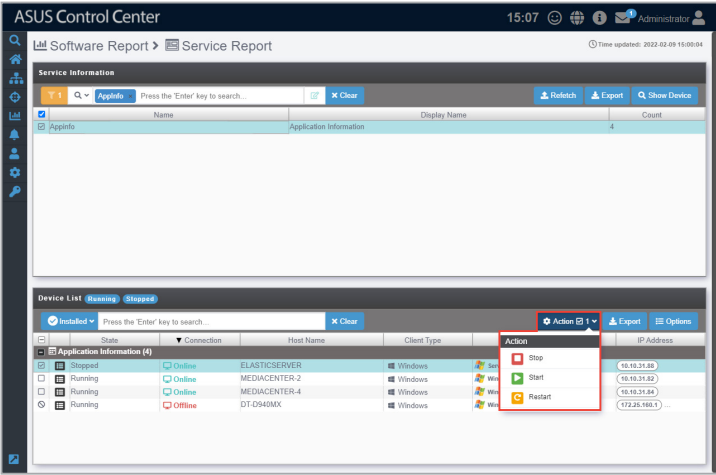 ASUS Control Center
15:07
1
Administrator
Software Report > Service Report
Time updated: 2022-02-09 15:00:04
Service Information
1 AppInfo × Press the 'Enter' key to search... Clear Refetch Export Show Device
Name Display Name Count
Appinfo Application Information 4
Device List Running Stopped
Installed Press the 'Enter' key to search... Clear Action 1 Export Options
State ▼ Connection Host Name Client Type IP Address
Application Information (4)
Stopped Online ELASTICSERVER Windows 10.10.31.88
Running Online MEDIACENTER-2 Windows Win 10.10.31.82
Running Online MEDIACENTER-4 Windows Win 10.10.31.84
Running Offline DT-D940MX Windows Win 172.25.160.1 ...
Action
Stop
Start
Restart